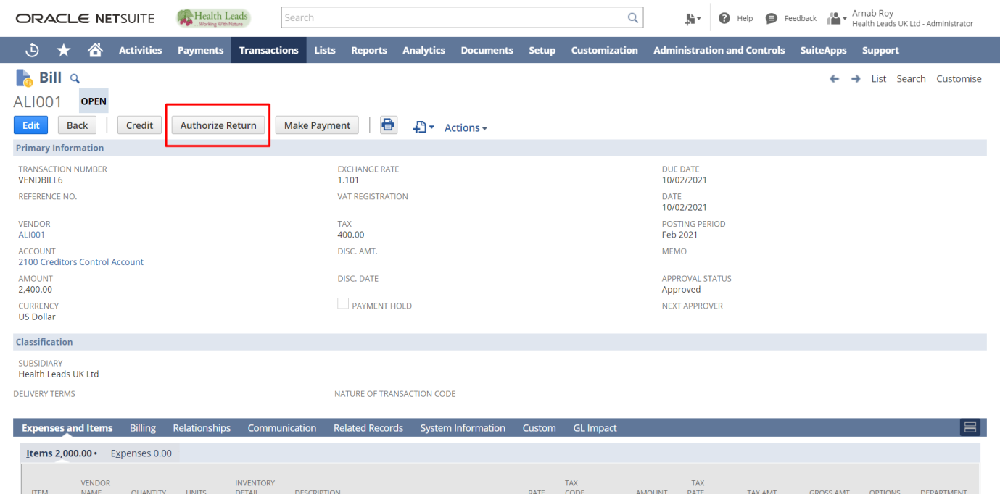 ORACLE NETSUITE
Health Leads
Working With Nature
Search
Help
Feedback
Arnab Roy
Health Leads UK Ltd - Administrator
Activities Payments Transactions Lists Reports Analytics Documents Setup Customization Administration and Controls SuiteApps Support
Bill
List Search Customise
ALI001 OPEN
Edit Back Credit Authorize Return Make Payment Actions
Primary Information
TRANSACTION NUMBER
VENDBILL6
REFERENCE NO.
VENDOR
ALI001
ACCOUNT
2100 Creditors Control Account
AMOUNT
2,400.00
CURRENCY
US Dollar
EXCHANGE RATE
1.101
VAT REGISTRATION
TAX
400.00
DISC. AMT.
DISC. DATE
PAYMENT HOLD
DUE DATE
10/02/2021
DATE
10/02/2021
POSTING PERIOD
Feb 2021
MEMO
APPROVAL STATUS
Approved
NEXT APPROVER
Classification
SUBSIDIARY
Health Leads UK Ltd
DELIVERY TERMS
NATURE OF TRANSACTION CODE
Expenses and Items Billing Relationships Communication Related Records System Information Custom GL Impact
Items 2,000.00 • Expenses 0.00
VENDOR INVENTORY TAX TAX
ITEM NAME QUANTITY UNITS DETAIL DESCRIPTION RATE CODE AMOUNT RATE TAX AMT GROSS AMT OPTIONS DEPARTMENT